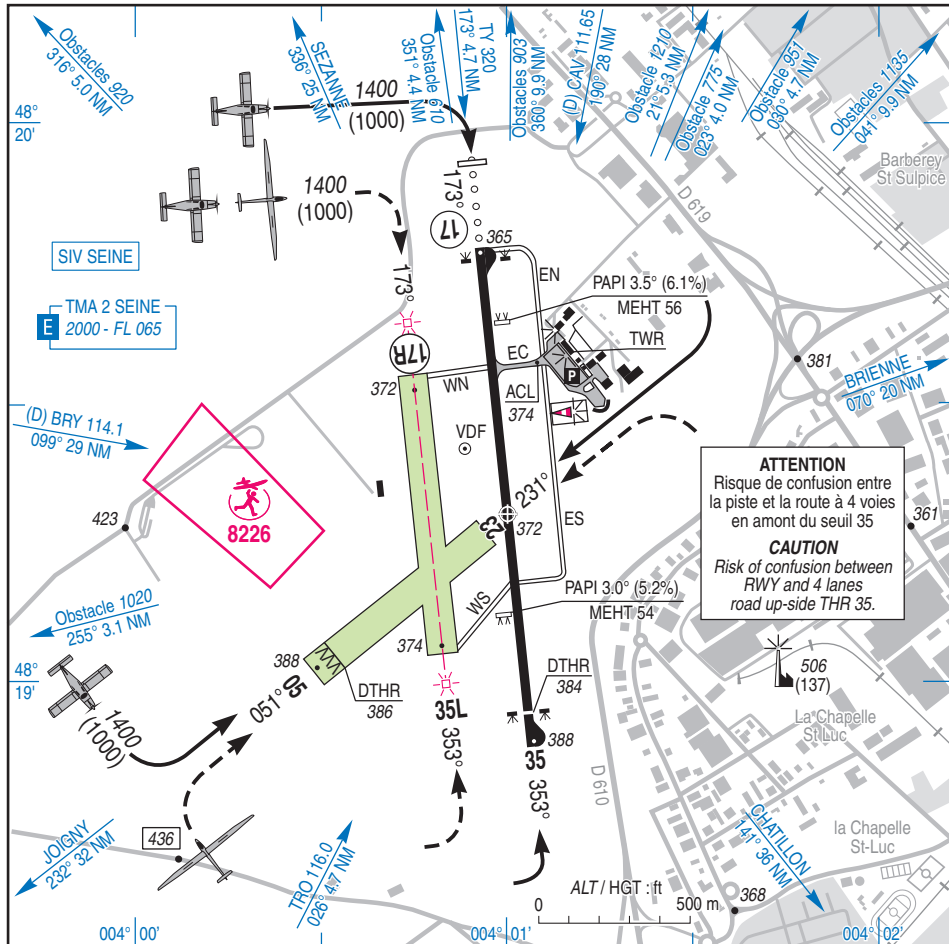 Obstacles 920
316° 5.0 NM
SEZANNE
336° 25 NM
Obstacle 910
351° 4.4 NM
TY 320
173° 4.7 NM
Obstacles 903
360° 9.9 NM
(D) CAV 111.65
190° 28 NM
Obstacle 1210
21° 5.3 NM
Obstacle 775
023° 4.0 NM
Obstacle 951
030° 4.7 NM
Obstacles 1135
041° 9.9 NM
48°
20'
1400
(1000)
1400
(1000)
173°
17
365
Barberey
St Sulpice
D 619
SIV SEINE
TMA 2 SEINE
E 2000 - FL 065
173°
17R
EN
PAPI 3.5° (6.1%)
MEHT 56
TWR
EC
P
372
WN
ACL
374
381
BRIENNE
070° 20 NM
(D) BRY 114.1
099° 29 NM
VDF
8226
423
231°
23
372
ES
ATTENTION
Risque de confusion entre
la piste et la route à 4 voies
en amont du seuil 35
CAUTION
Risk of confusion between
RWY and 4 lanes
road up-side THR 35.
361
PAPI 3.0° (5.2%)
MEHT 54
WS
Obstacle 1020
255° 3.1 NM
374
388
48°
19'
051°
05
DTHR
386
35L
353°
DTHR
384
388
35
353°
506
(137)
La Chapelle
St Luc
1400
(1000)
D 610
436
JOIGNY
232° 32 NM
TRO 116.0
026° 4.7 NM
CHATILLON
141° 36 NM
la Chapelle
St-Luc
368
ALT / HGT : ft
0 500 m
004° 00'
004° 01'
004° 02'